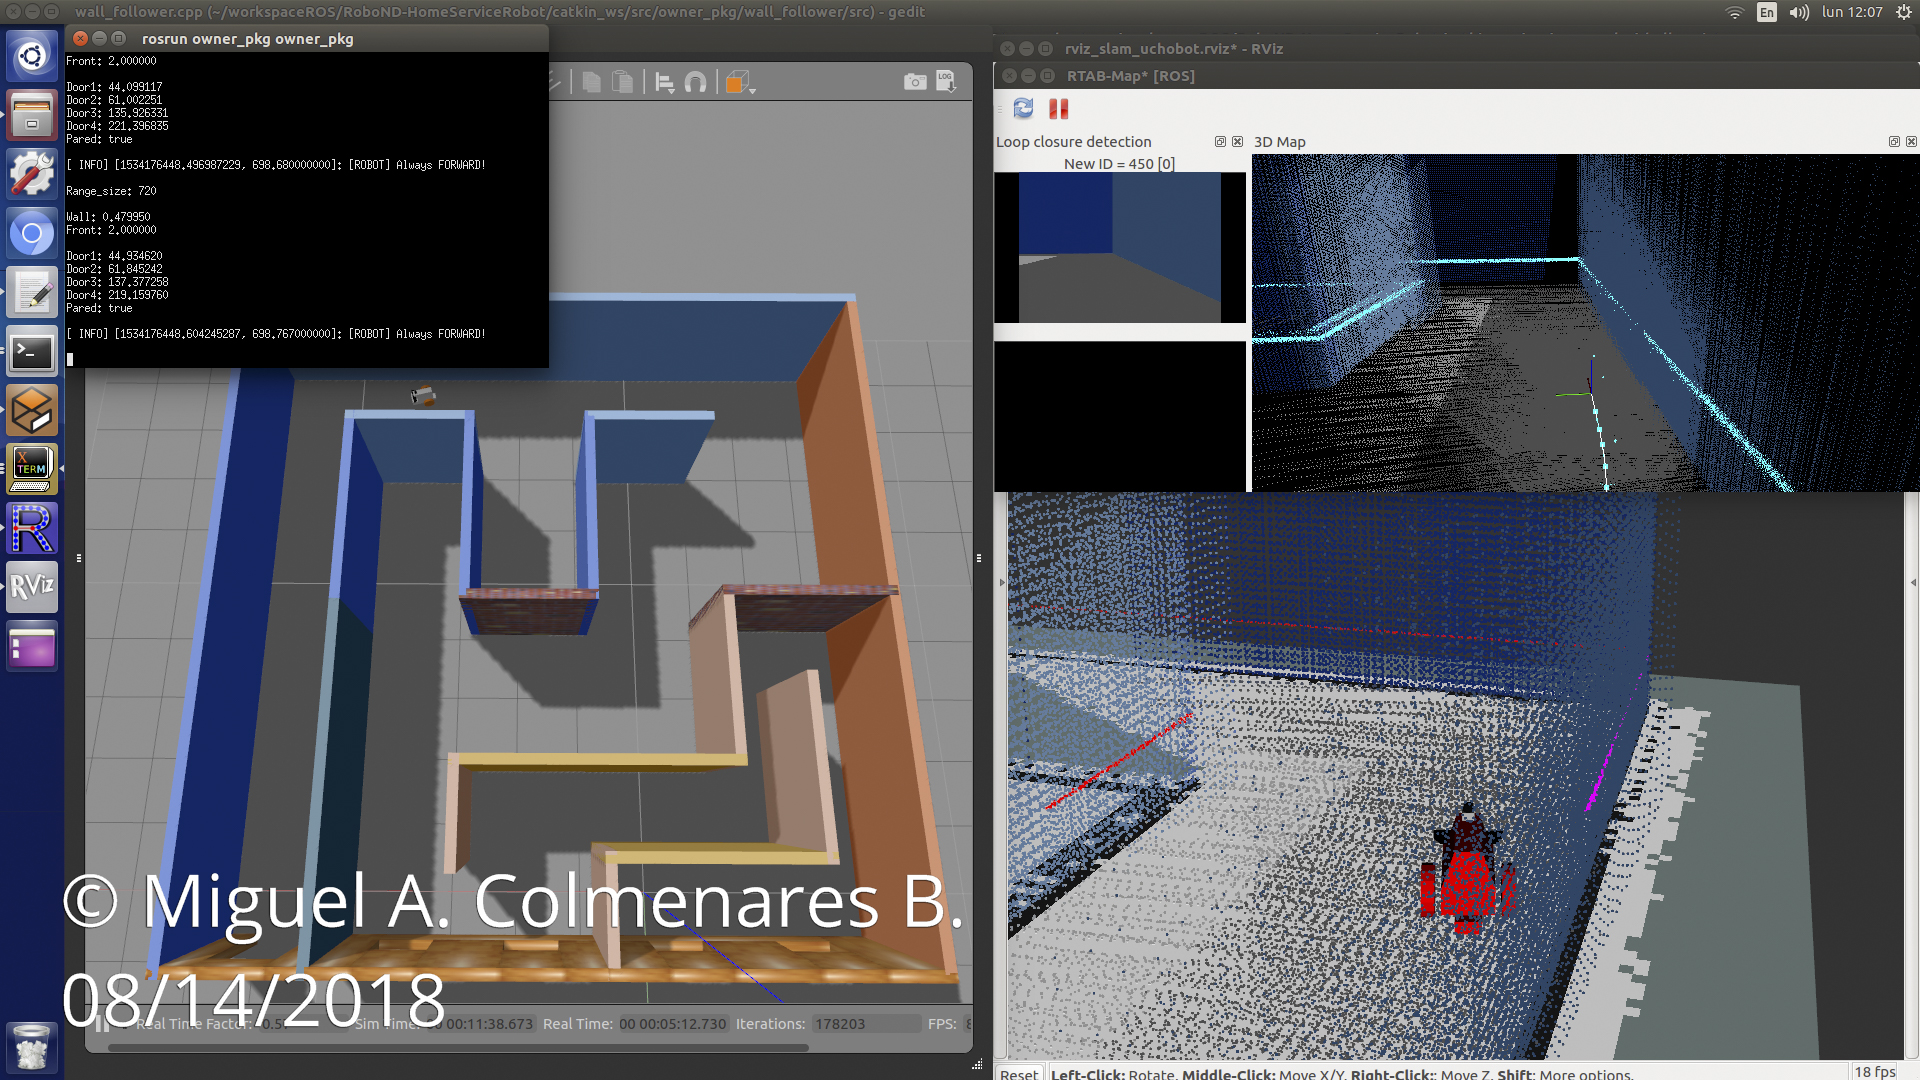 wall_follower.cpp (~/workspaceROS/RoboND-HomeServiceRobot/catkin_ws/src/owner_pkg/wall_follower/src) - gedit
En
lun 12:07
rosrun owner_pkg owner_pkg
Front: 2.000000
Door1: 44.099117
Door2: 61.002251
Door3: 135.926331
Door4: 221.396835
Pared: true
[ INFO] [1534176448.496987229, 698.680000000]: [ROBOT] Always FORWARD!
Range_size: 720
Wall: 0.479950
Front: 2.000000
Door1: 44.934620
Door2: 61.845242
Door3: 137.377258
Door4: 219.159760
Pared: true
[ INFO] [1534176448.604245287, 698.767000000]: [ROBOT] Always FORWARD!
LOG
X
TERM
R
RViz
rviz_slam_uchobot.rviz* - RViz
RTAB-Map* [ROS]
Loop closure detection
3D Map
New ID = 450 [0]
© Miguel A. Colmenares B.
08/14/2018
Real Time Factor:
Sim Time:
00 00:11:38.673
Real Time:
00 00:05:12.730
Iterations:
178203
FPS:
Reset
Left-Click: Rotate. Middle-Click: Move X/Y. Right-Click:: Move Z. Shift: More options.
18 fps